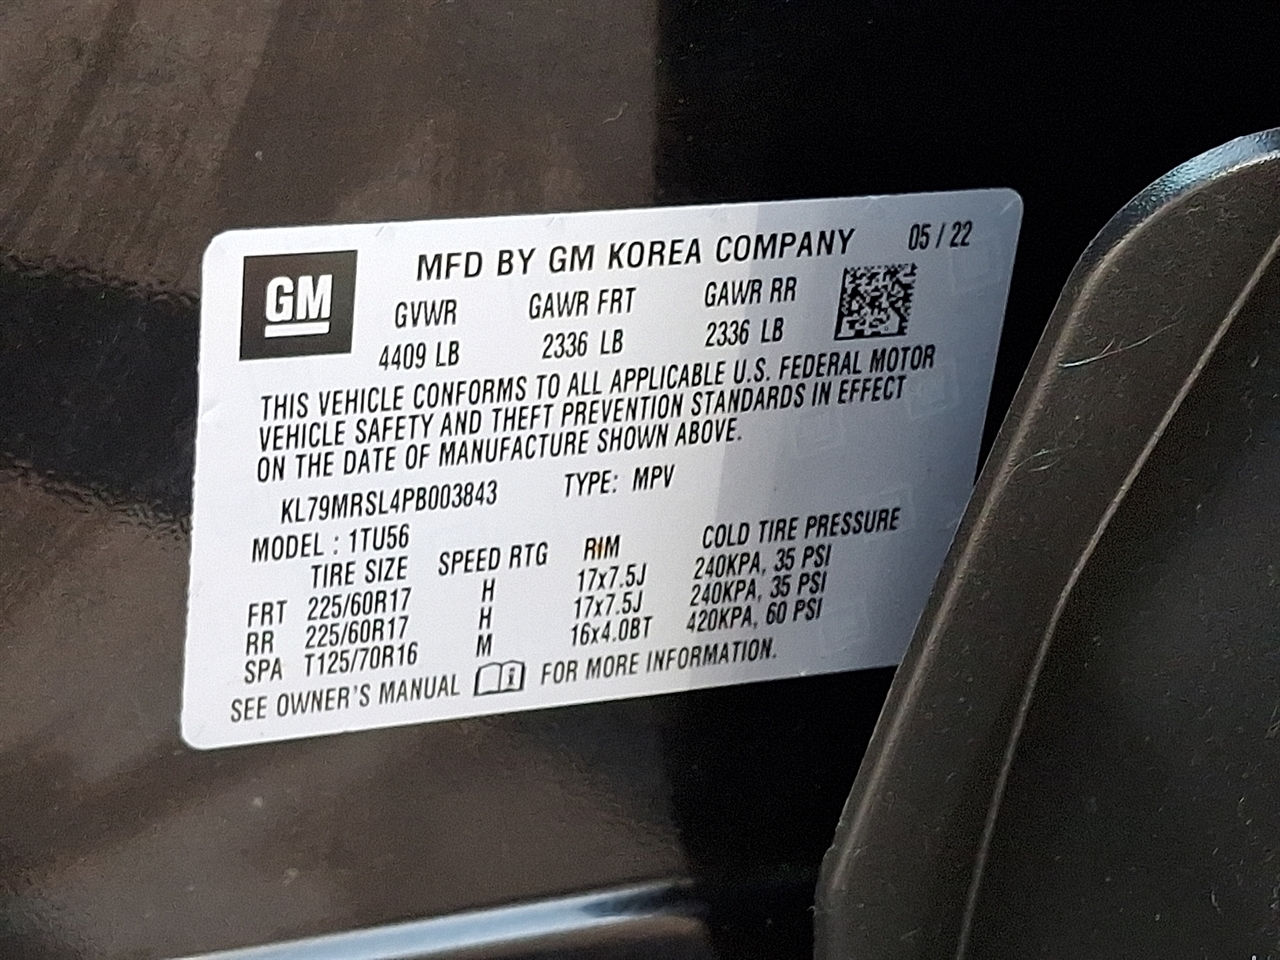 GM
MFD BY GM KOREA COMPANY 05 / 22
GVWR GAWR FRT GAWR RR
4409 LB 2336 LB 2336 LB
THIS VEHICLE CONFORMS TO ALL APPLICABLE U.S. FEDERAL MOTOR
VEHICLE SAFETY AND THEFT PREVENTION STANDARDS IN EFFECT
ON THE DATE OF MANUFACTURE SHOWN ABOVE.
KL79MRSL4PB003843 TYPE: MPV
MODEL : 1TU56
TIRE SIZE SPEED RTG RIM COLD TIRE PRESSURE
FRT 225/60R17 H 17x7.5J 240KPA, 35 PSI
RR 225/60R17 H 17x7.5J 240KPA, 35 PSI
SPA T125/70R16 M 16x4.0BT 420KPA, 60 PSI
SEE OWNER'S MANUAL i FOR MORE INFORMATION.